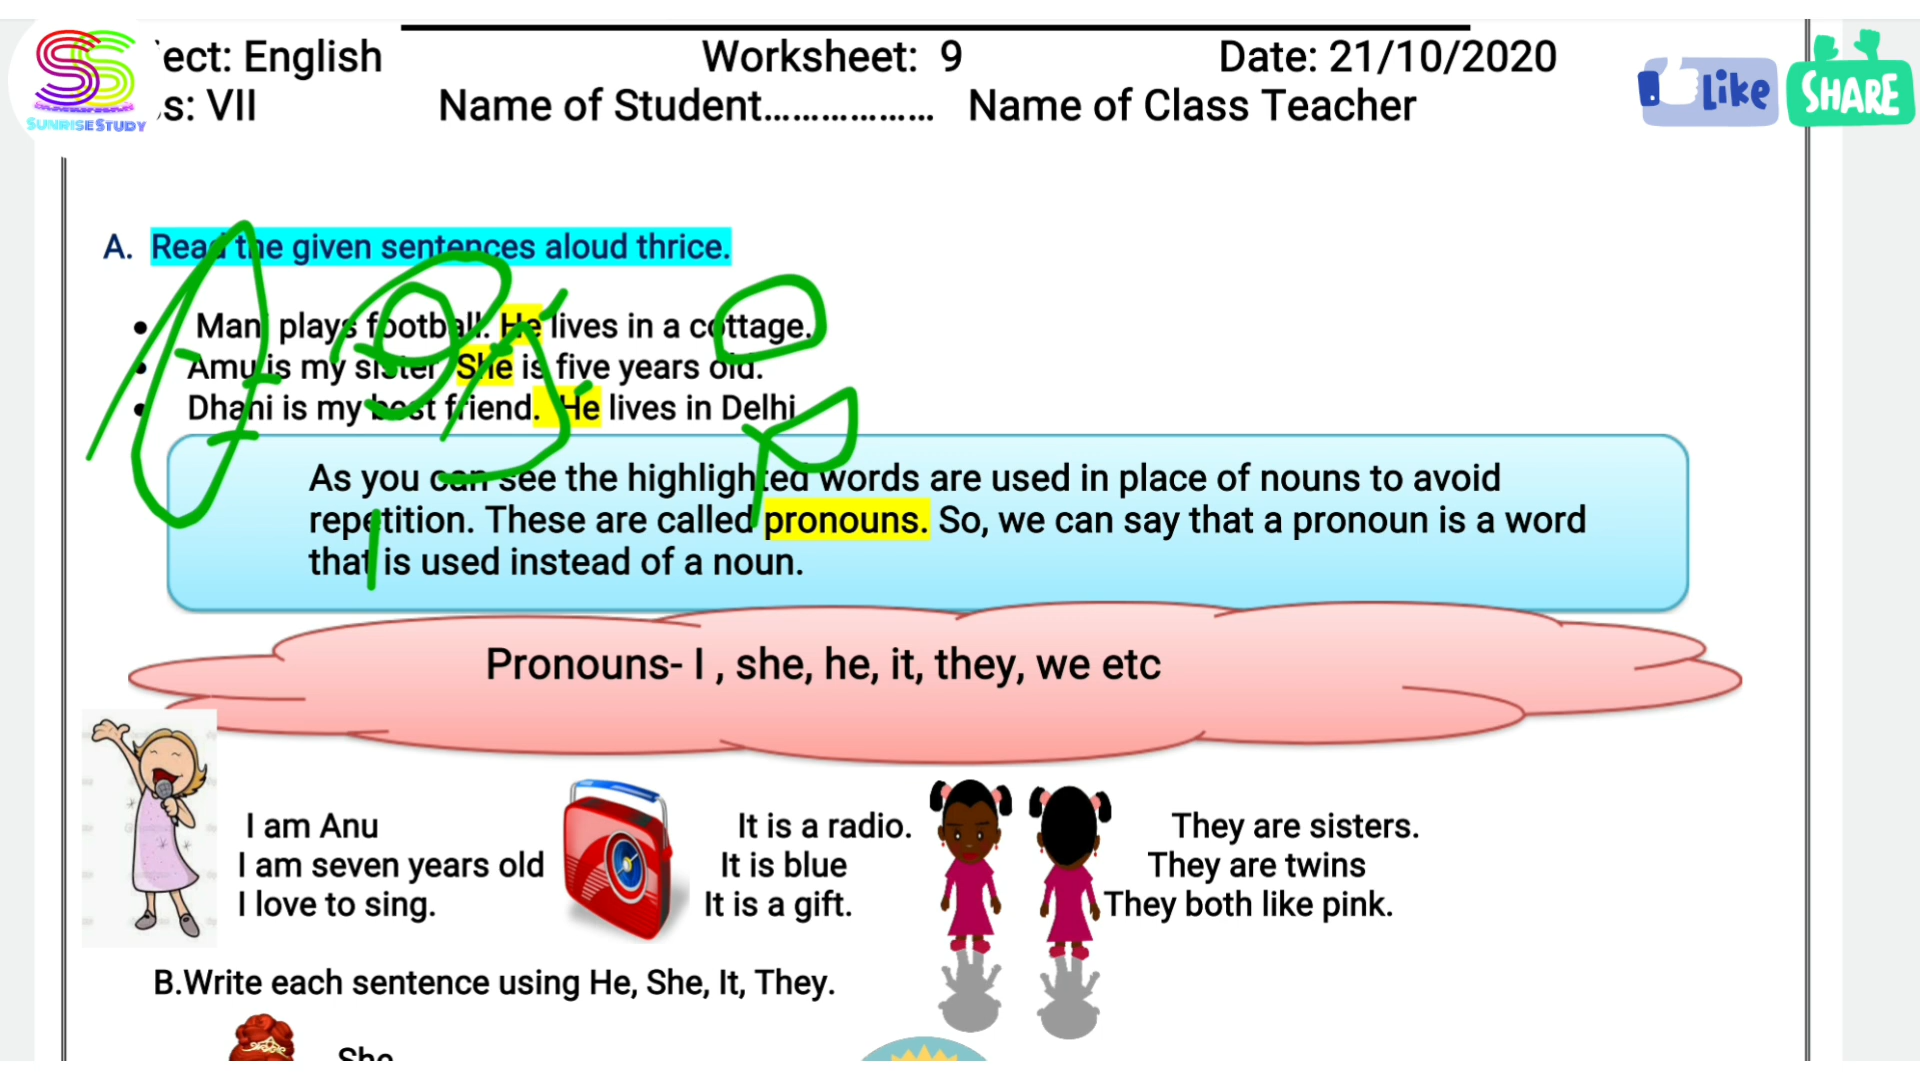 ect: English Worksheet: 9 Date: 21/10/2020
s: VII Name of Student.................. Name of Class Teacher
SUNRISE STUDY
Like SHARE
A. Read the given sentences aloud thrice.
• Mani plays football. He lives in a cottage.
• Amu is my sister. She is five years old.
• Dhani is my best friend. He lives in Delhi
As you can see the highlighted words are used in place of nouns to avoid
repetition. These are called pronouns. So, we can say that a pronoun is a word
that is used instead of a noun.
Pronouns- I , she, he, it, they, we etc
I am Anu
I am seven years old
I love to sing.
It is a radio.
It is blue
It is a gift.
They are sisters.
They are twins
They both like pink.
B.Write each sentence using He, She, It, They.
She